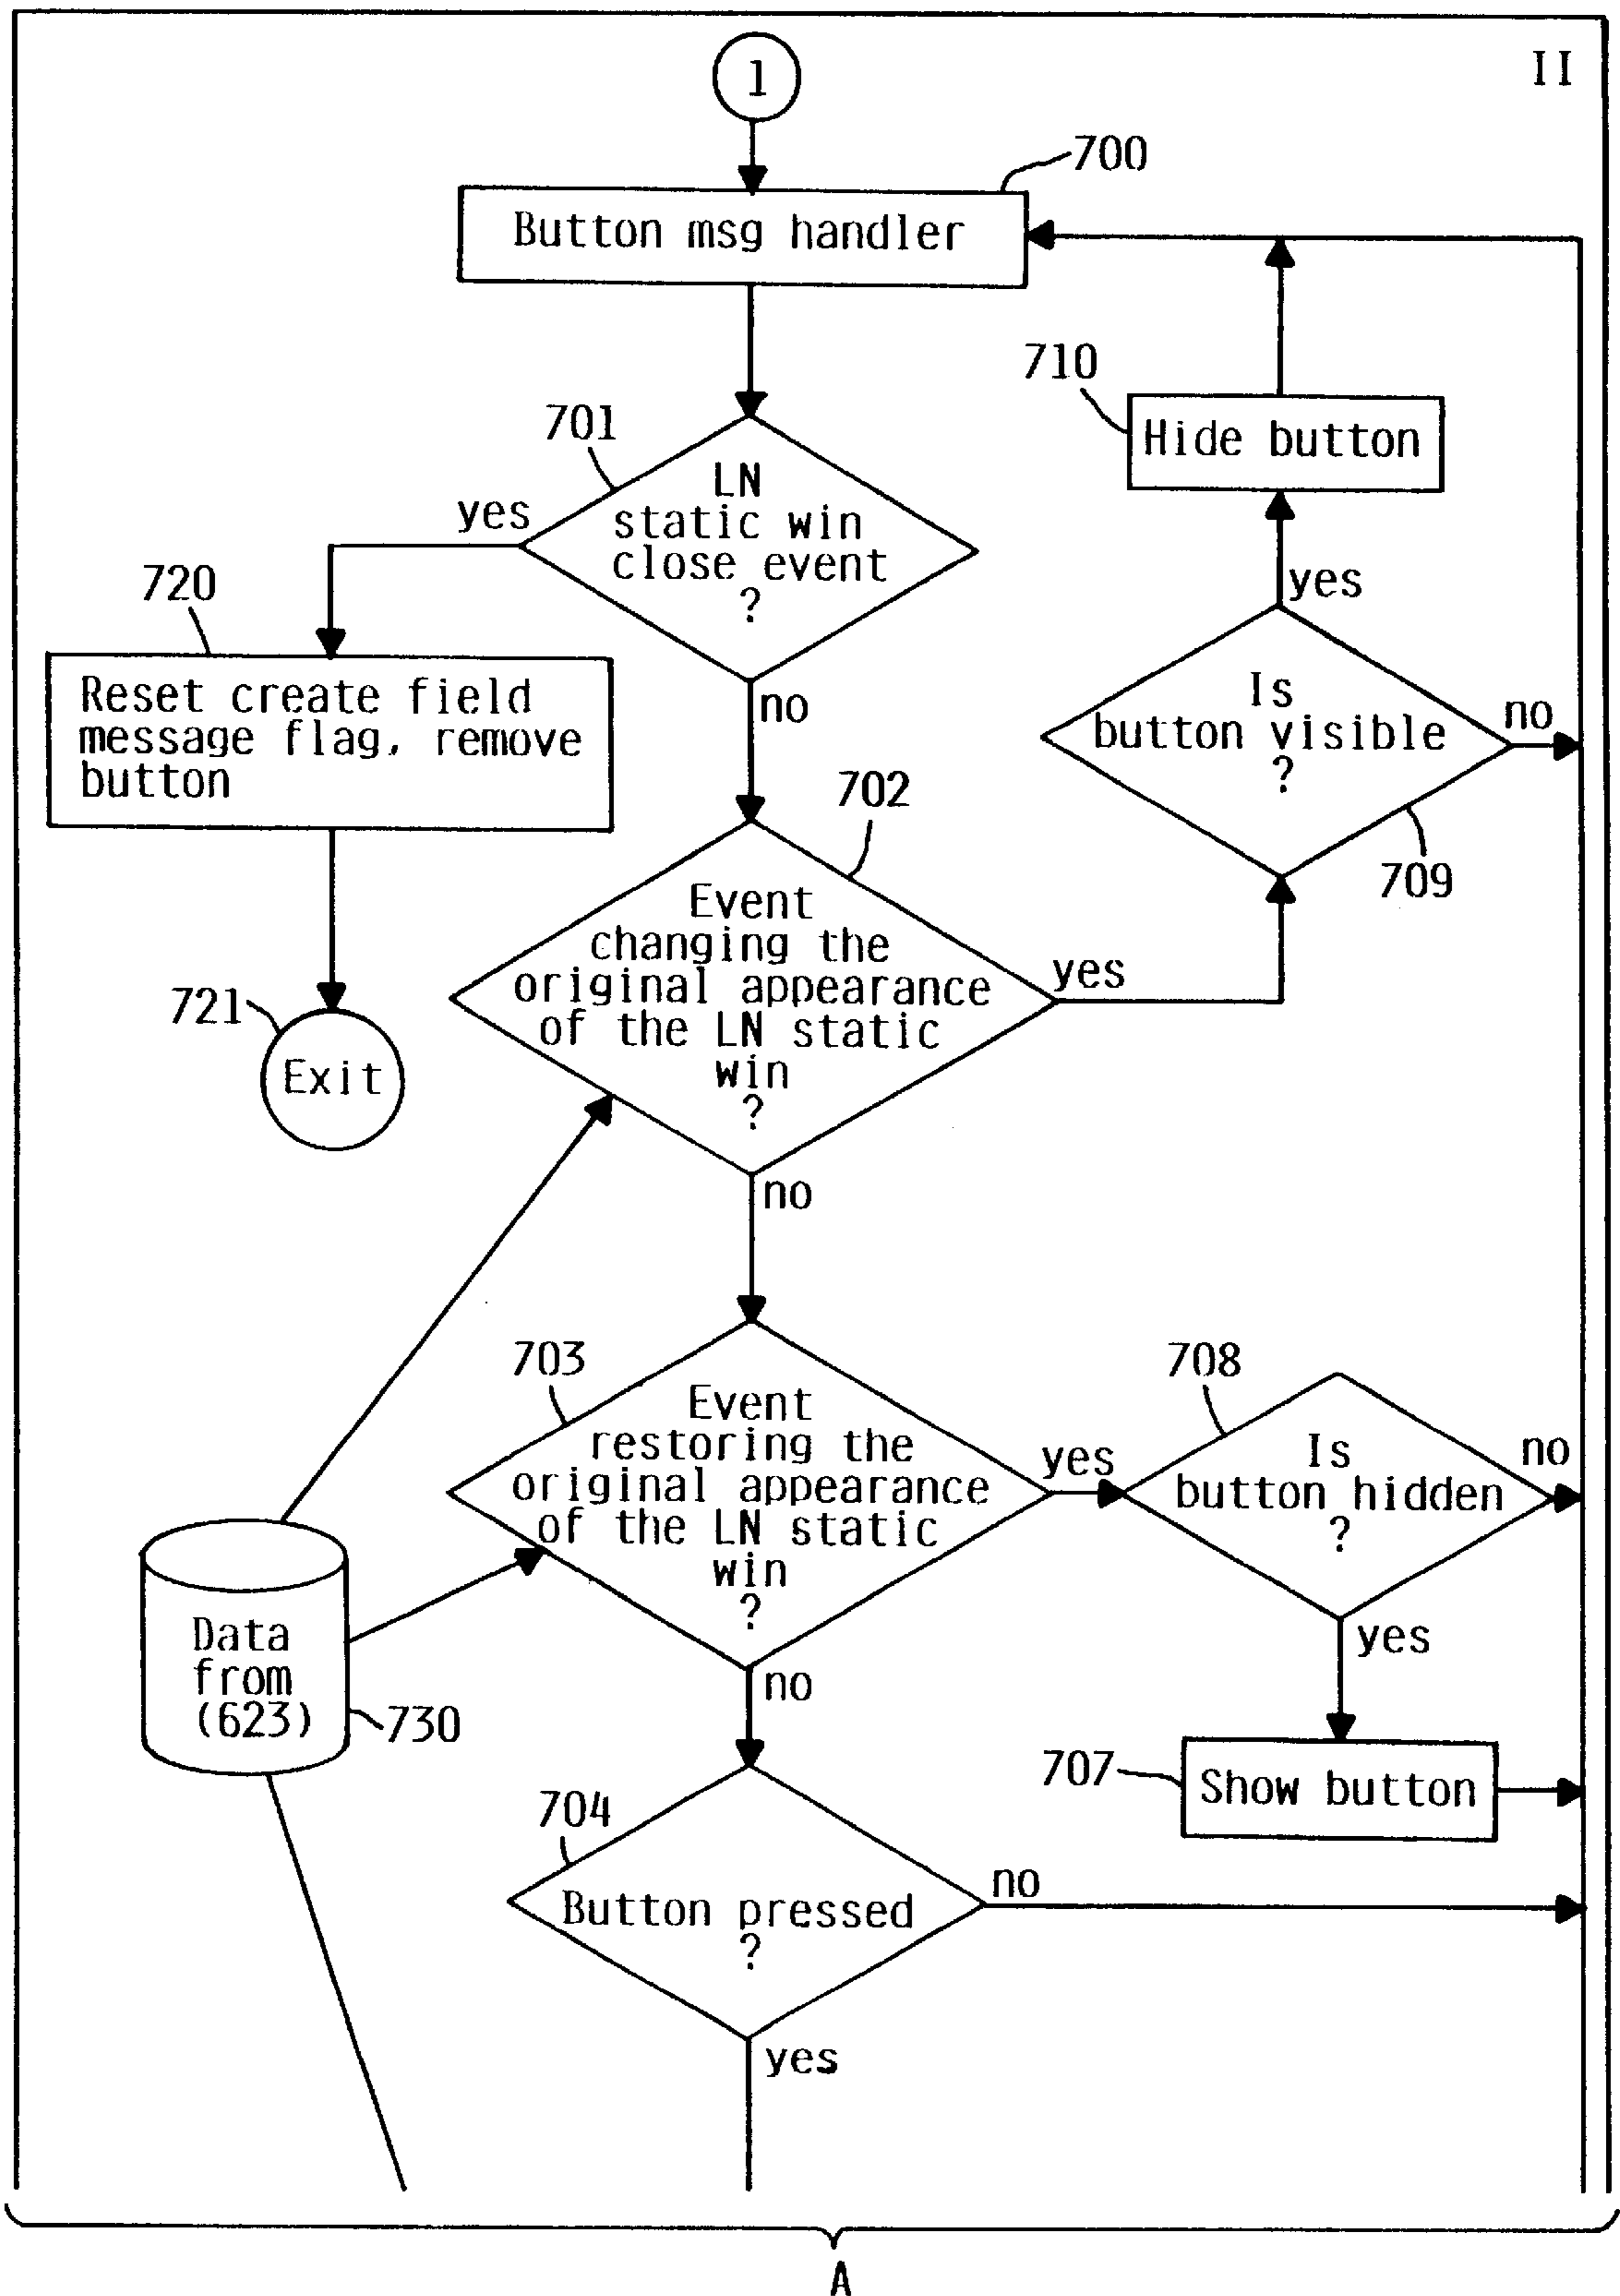 II
1
700
Button msg handler
710
Hide button
701
LN
static win
close event
?
yes
no
720
Reset create field
message flag, remove
button
721
Exit
yes
Is
button visible
?
no
709
702
Event
changing the
original appearance
of the LN static
win
?
yes
no
703
Event
restoring the
original appearance
of the LN static
win
?
yes
no
708
Is
button hidden
?
no
yes
707
Show button
Data
from
(623)
730
704
Button pressed
?
no
yes
A